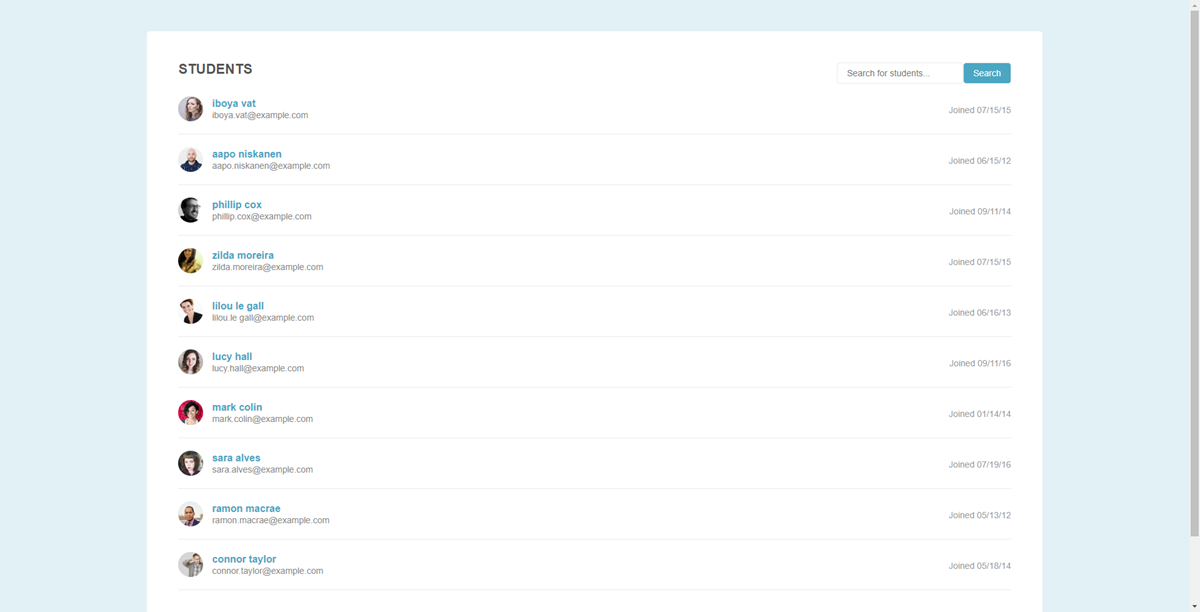 STUDENTS
Search for students... Search
iboya vat
iboya.vat@example.com
Joined 07/15/15
aapo niskanen
aapo.niskanen@example.com
Joined 06/15/12
phillip cox
phillip.cox@example.com
Joined 09/11/14
zilda moreira
zilda.moreira@example.com
Joined 07/15/15
lilou le gall
lilou.le gall@example.com
Joined 06/16/13
lucy hall
lucy.hall@example.com
Joined 09/11/16
mark colin
mark.colin@example.com
Joined 01/14/14
sara alves
sara.alves@example.com
Joined 07/19/16
ramon macrae
ramon.macrae@example.com
Joined 05/13/12
connor taylor
connor.taylor@example.com
Joined 05/18/14